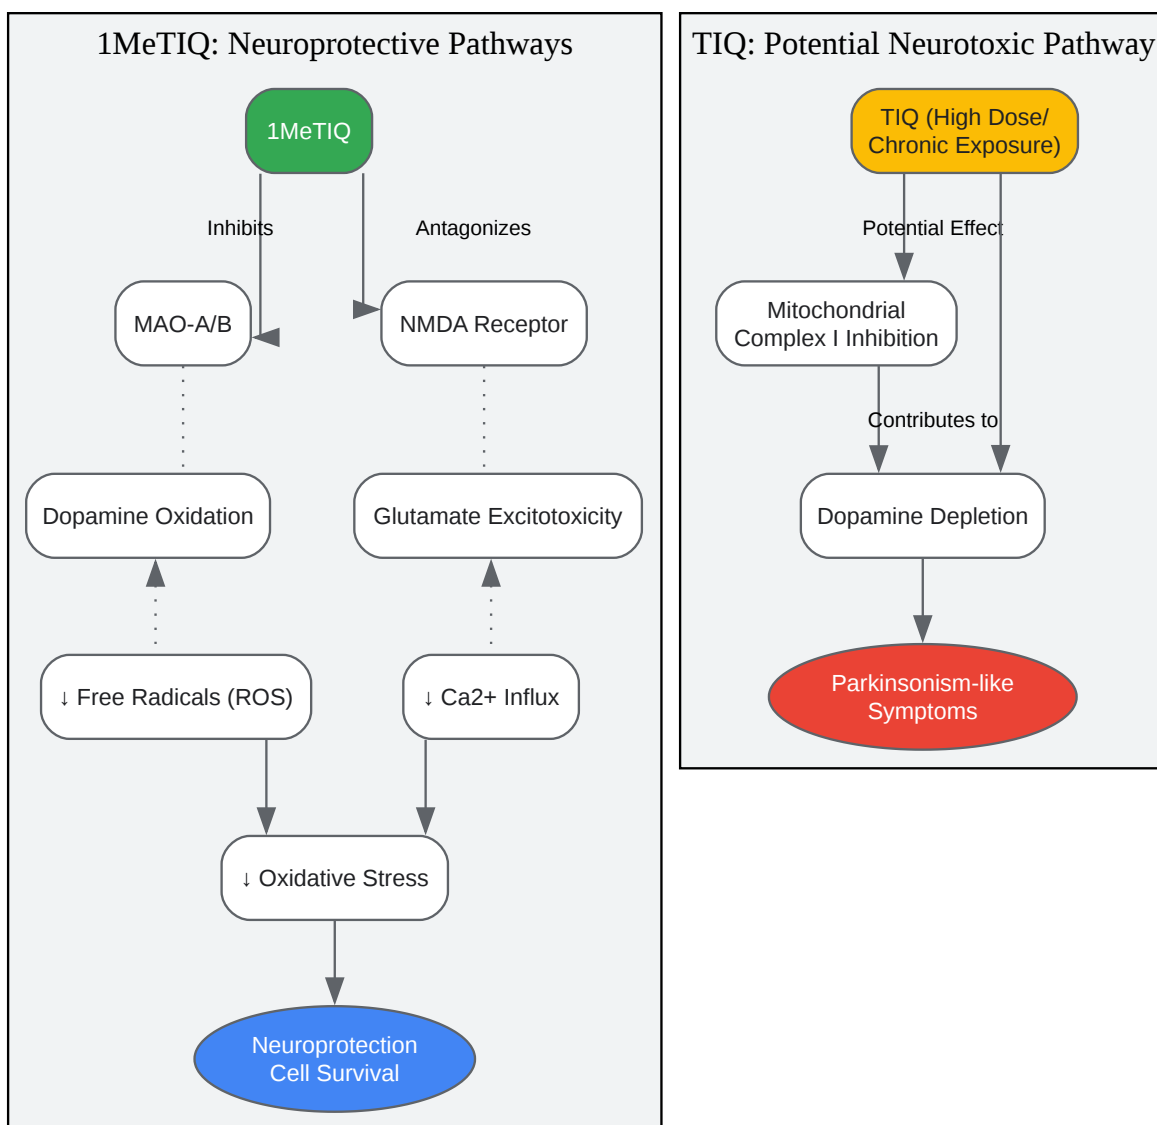 1MeTIQ: Neuroprotective Pathways
1MeTIQ
Inhibits
Antagonizes
MAO-A/B
NMDA Receptor
Dopamine Oxidation
Glutamate Excitotoxicity
↓ Free Radicals (ROS)
↓ Ca2+ Influx
↓ Oxidative Stress
Neuroprotection
Cell Survival
TIQ: Potential Neurotoxic Pathway
TIQ (High Dose/
Chronic Exposure)
Potential Effect
Mitochondrial
Complex I Inhibition
Contributes to
Dopamine Depletion
Parkinsonism-like
Symptoms